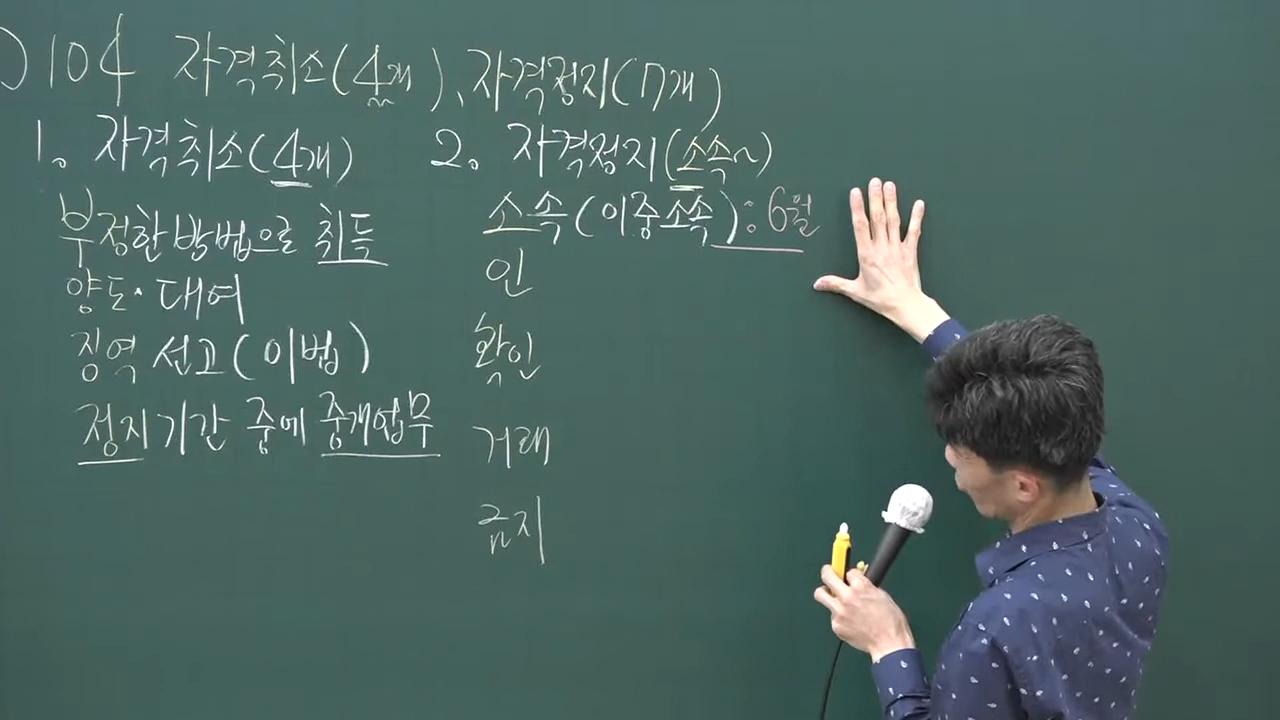 ) 104 자격취소(4개), 자격정지(7개)
1. 자격취소(4개)
부정한 방법으로 취득
양도·대여
징역 선고(이법)
정지기간 중에 중개업무
2. 자격정지(소속~)
소속(이중소속): 6월
인
확인
거래
금지